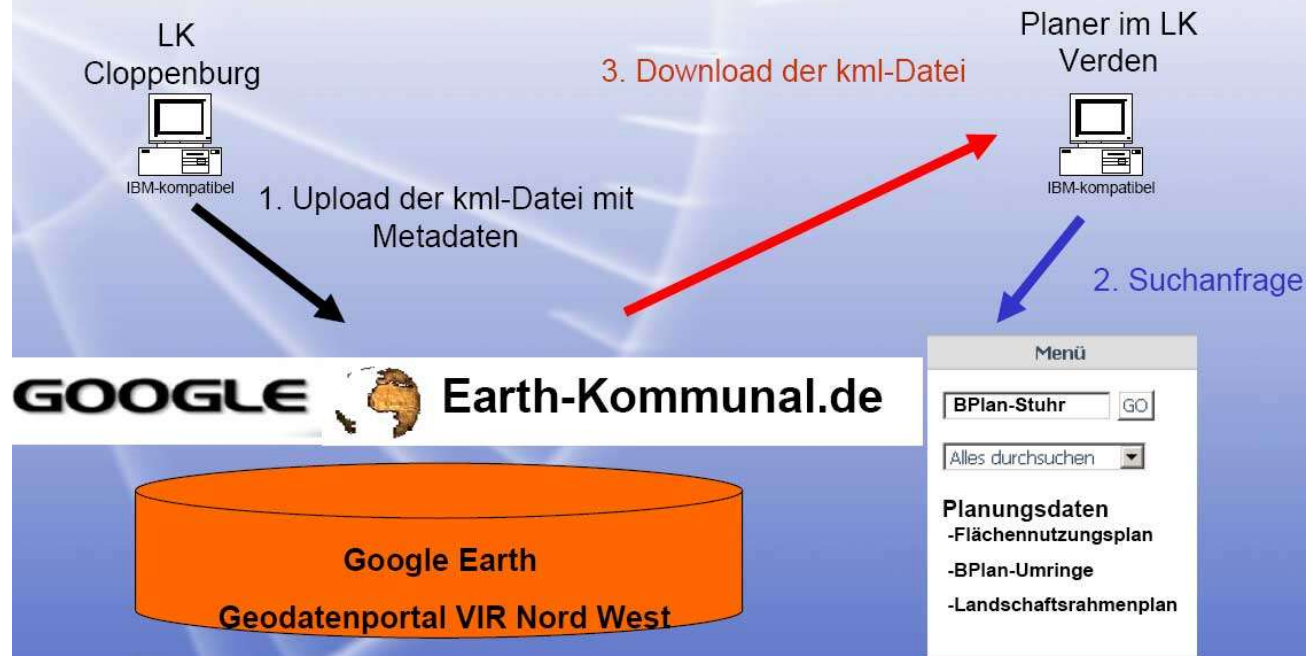 LK
Cloppenburg
IBM-kompatibel
1. Upload der kml-Datei mit
Metadaten
3. Download der kml-Datei
Planer im LK
Verden
IBM-kompatibel
2. Suchanfrage
GOOGLE Earth-Kommunal.de
Google Earth
Geodatenportal VIR Nord West
Menü
BPlan-Stuhr GO
Alles durchsuchen
Planungsdaten
-Flächennutzungsplan
-BPlan-Umringe
-Landschaftsrahmenplan